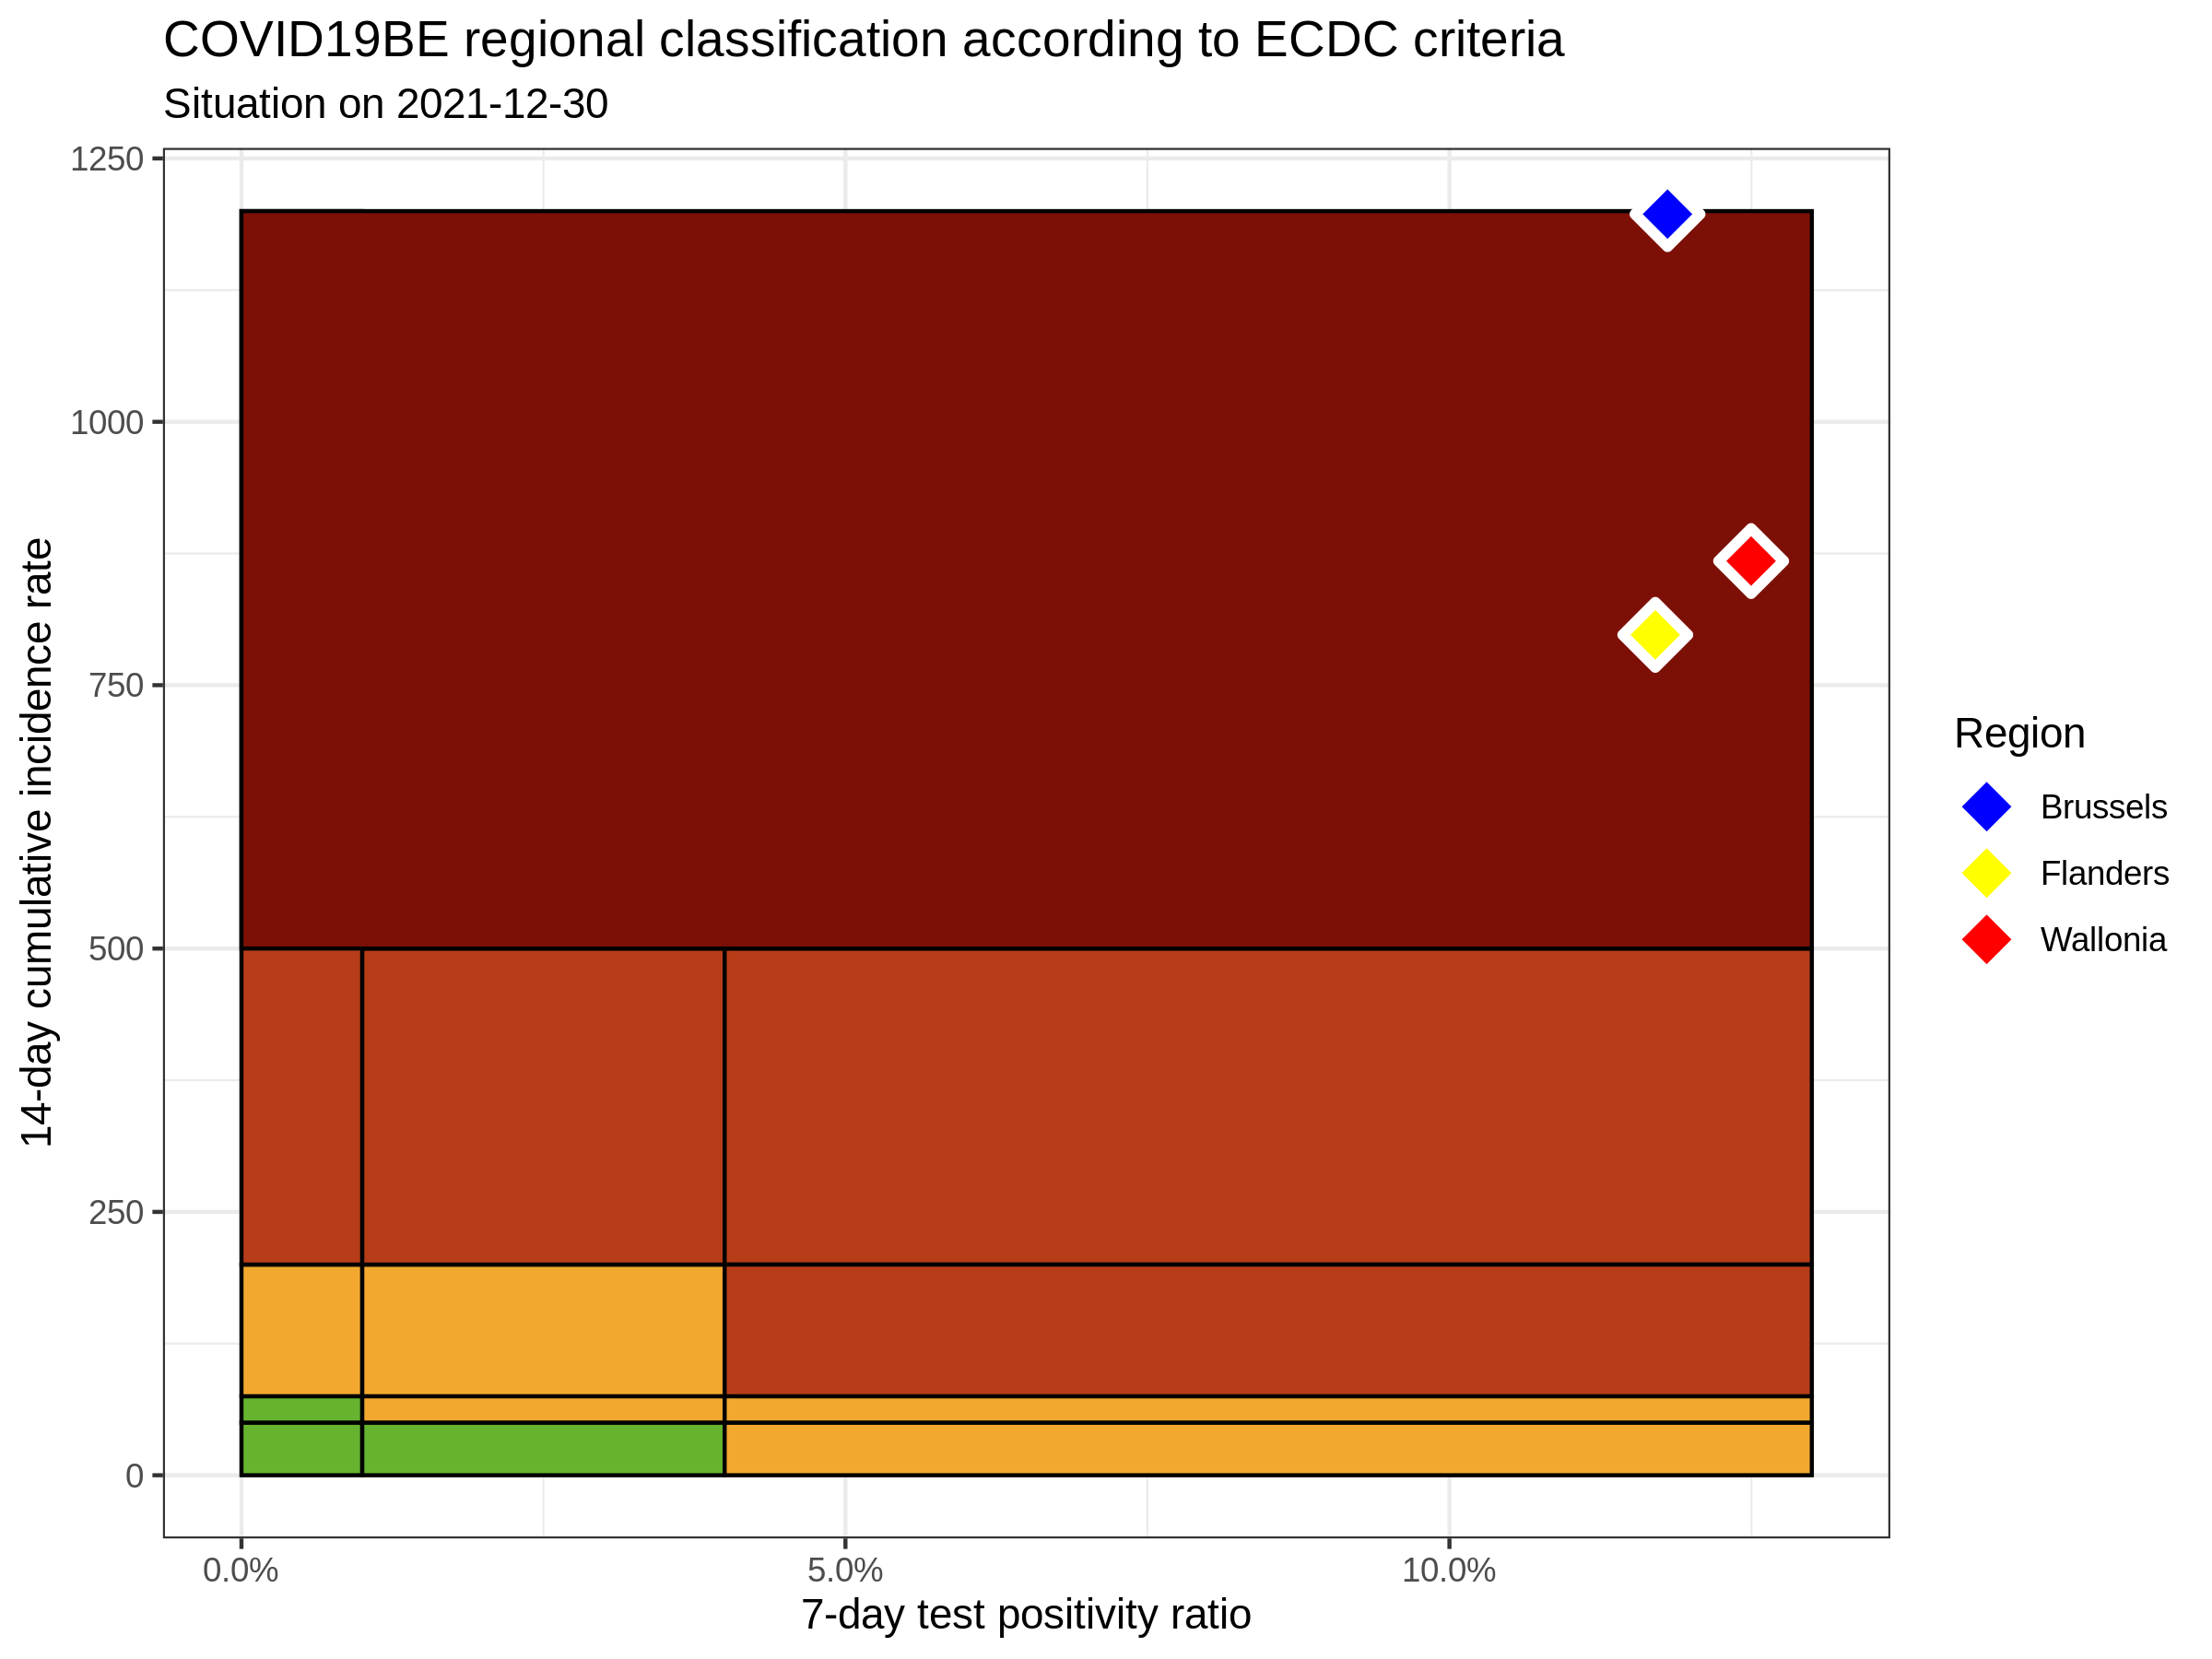 COVID19BE regional classification according to ECDC criteria
Situation on 2021-12-30
1250
1000
750
500
250
0
14-day cumulative incidence rate
0.0%
5.0%
10.0%
7-day test positivity ratio
Region
Brussels
Flanders
Wallonia